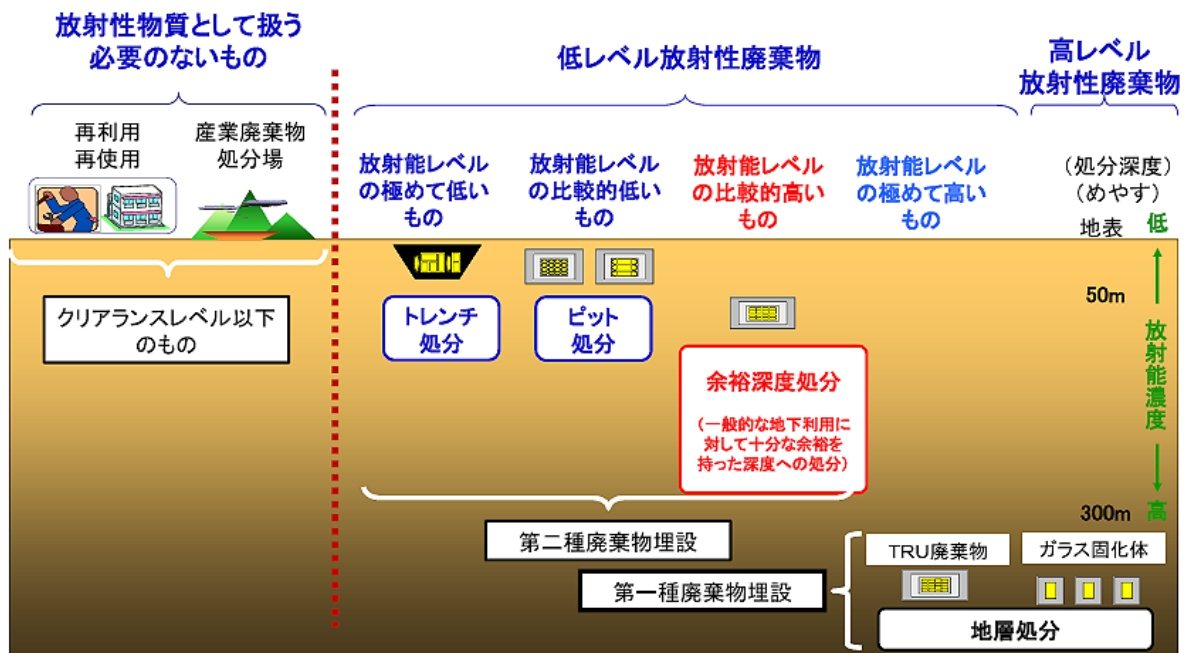 放射性物質として扱う
必要のないもの
低レベル放射性廃棄物
高レベル
放射性廃棄物
再利用
再使用
産業廃棄物
処分場
放射能レベル
の極めて低い
もの
放射能レベル
の比較的低い
もの
放射能レベル
の比較的高い
もの
放射能レベル
の極めて高い
もの
(処分深度)
(めやす)
地表
低
クリアランスレベル以下
のもの
トレンチ
処分
ピット
処分
50m
放射能濃度
余裕深度処分
(一般的な地下利用に
対して十分な余裕を
持った深度への処分)
300m
高
第二種廃棄物埋設
第一種廃棄物埋設
TRU廃棄物
ガラス固化体
地層処分